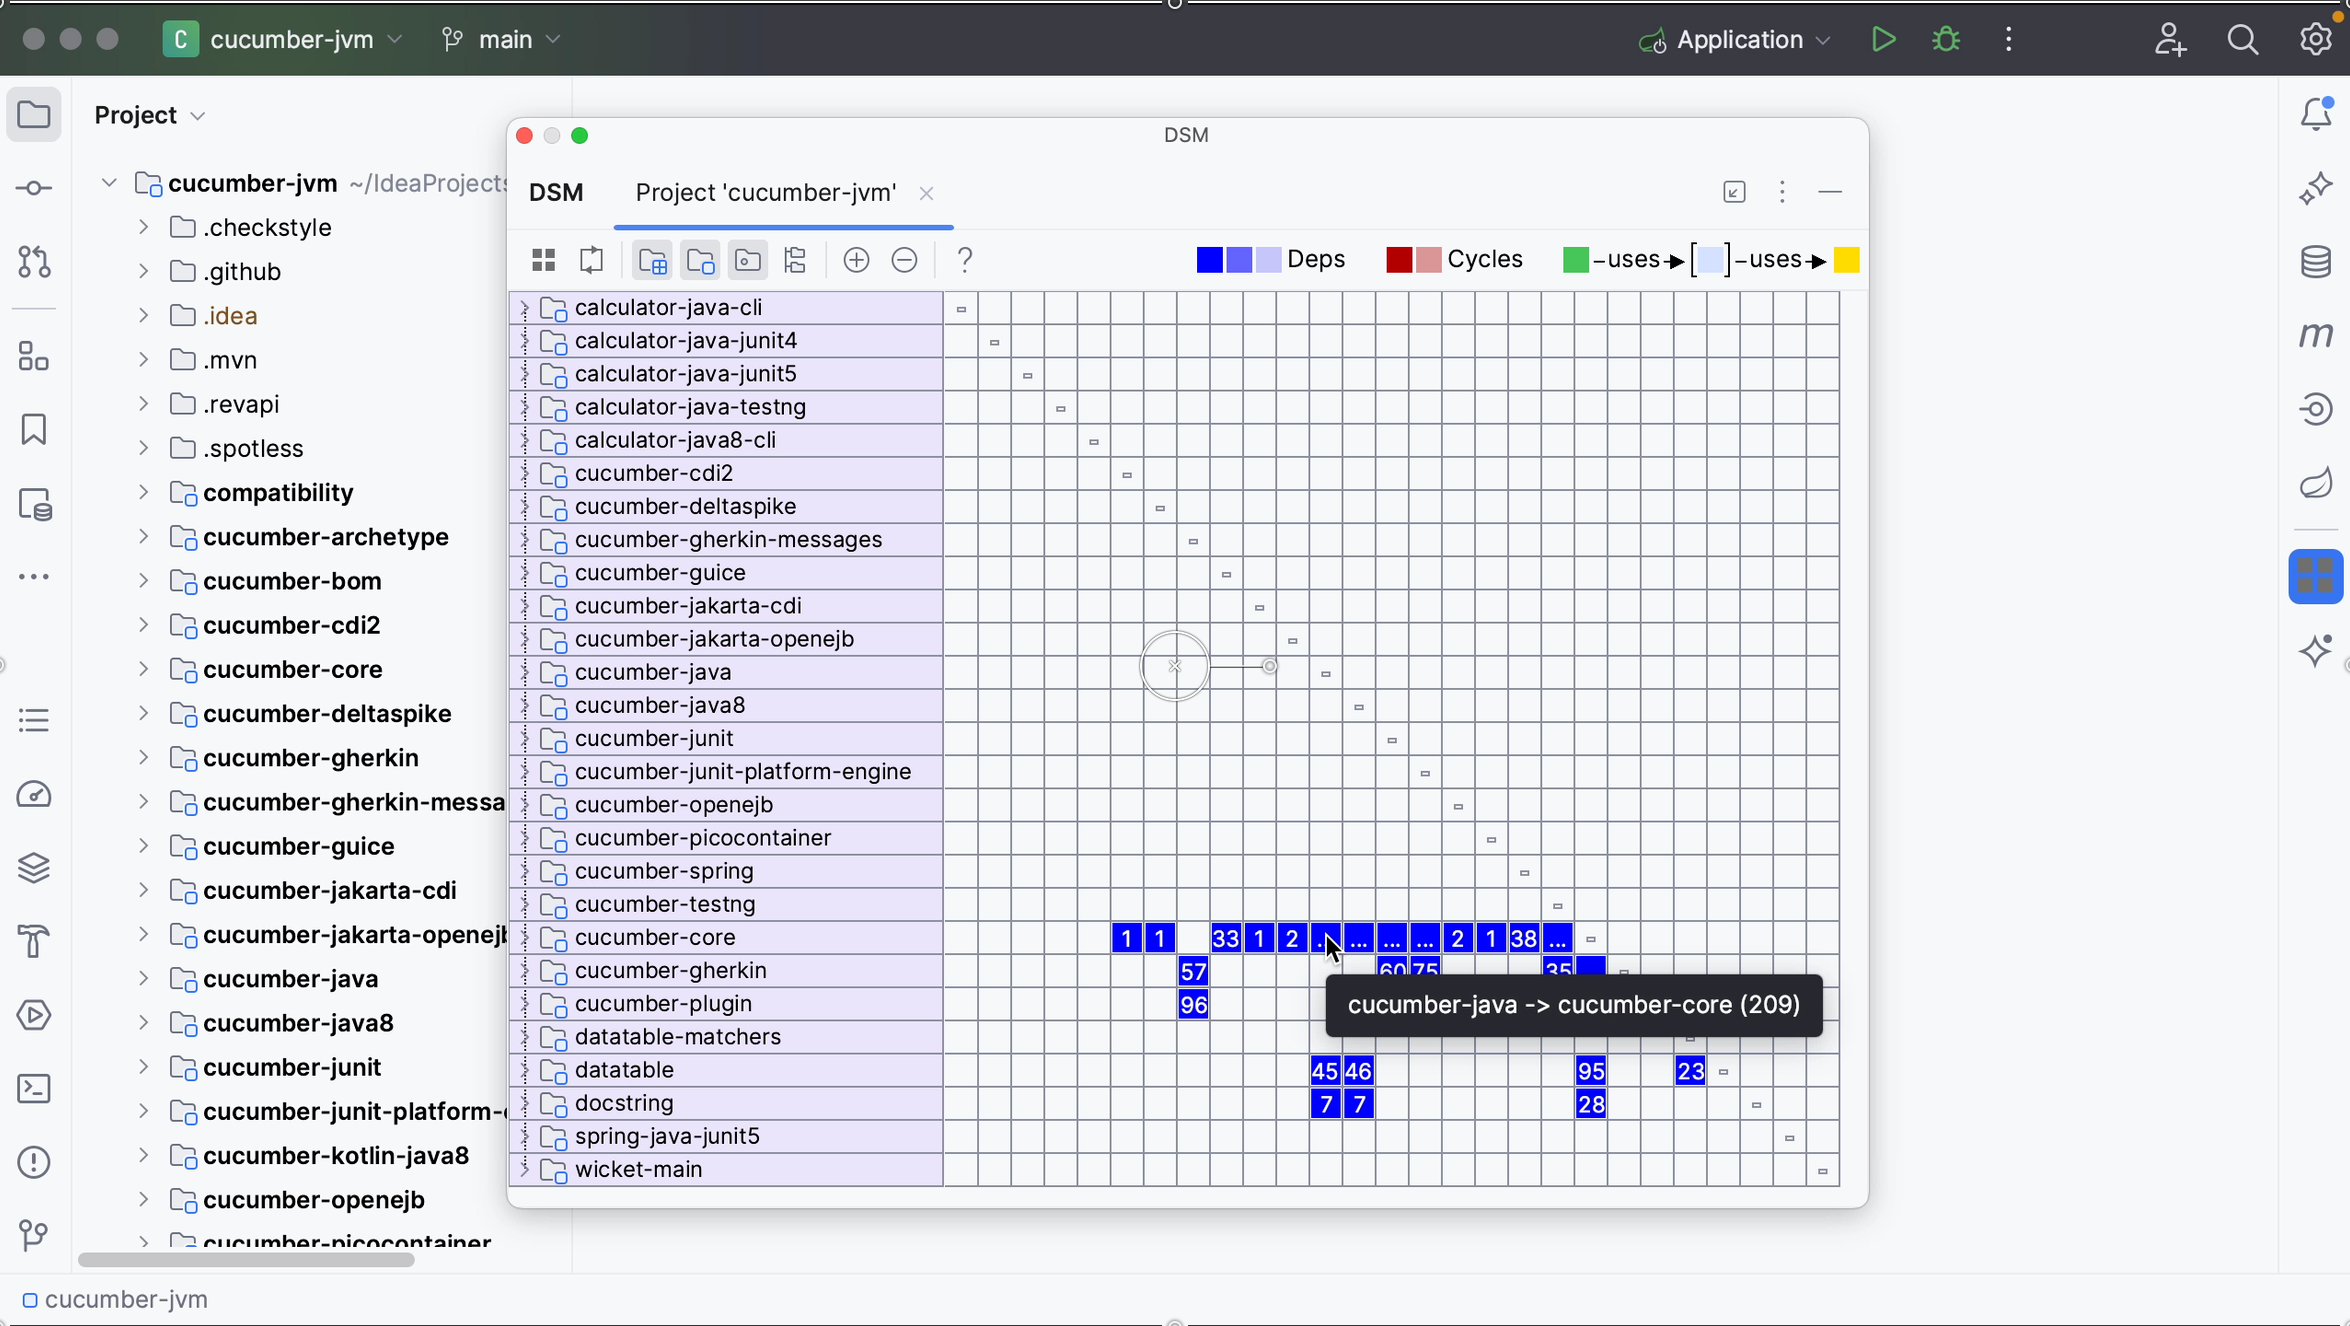 C cucumber-jvm main Application
Project
cucumber-jvm ~/IdeaProjects
.checkstyle
.github
.idea
.mvn
.revapi
.spotless
compatibility
cucumber-archetype
cucumber-bom
cucumber-cdi2
cucumber-core
cucumber-deltaspike
cucumber-gherkin
cucumber-gherkin-messa
cucumber-guice
cucumber-jakarta-cdi
cucumber-jakarta-openejb
cucumber-java
cucumber-java8
cucumber-junit
cucumber-junit-platform-
cucumber-kotlin-java8
cucumber-openejb
cucumber-picocontainer
cucumber-jvm
DSM
DSM Project 'cucumber-jvm'
? Deps Cycles -uses- [ ] -uses-
calculator-java-cli
calculator-java-junit4
calculator-java-junit5
calculator-java-testng
calculator-java8-cli
cucumber-cdi2
cucumber-deltaspike
cucumber-gherkin-messages
cucumber-guice
cucumber-jakarta-cdi
cucumber-jakarta-openejb
cucumber-java
cucumber-java8
cucumber-junit
cucumber-junit-platform-engine
cucumber-openejb
cucumber-picocontainer
cucumber-spring
cucumber-testng
cucumber-core 1 1 33 1 2 ... ... ... ... 2 1 38 ...
cucumber-gherkin 57 60 75 35
cucumber-plugin 96
cucumber-java -> cucumber-core (209)
datatable-matchers
datatable 45 46 95 23
docstring 7 7 28
spring-java-junit5
wicket-main
m